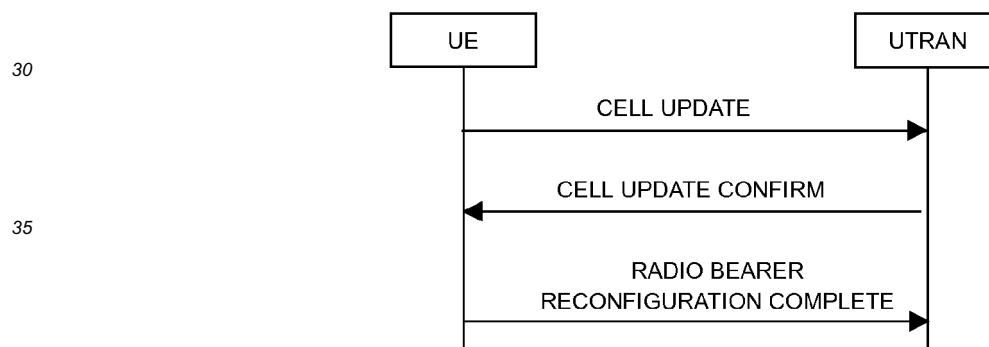 UE
UTRAN
30
CELL UPDATE
CELL UPDATE CONFIRM
35
RADIO BEARER
RECONFIGURATION COMPLETE